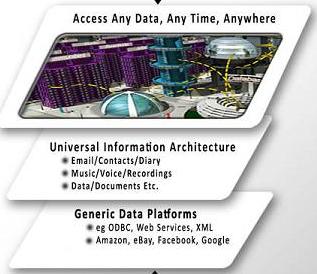 Access Any Data, Any Time, Anywhere
Universal Information Architecture
Email/Contacts/Diary
Music/Voice/Recordings
Data/Documents Etc.
Generic Data Platforms
eg ODBC, Web Services, XML
Amazon, eBay, Facebook, Google